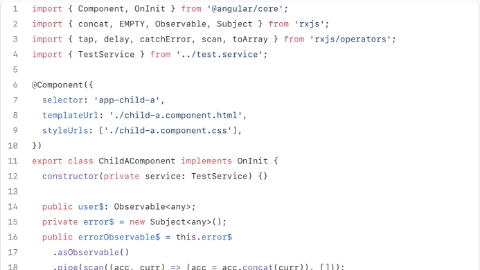 1 import { Component, OnInit } from '@angular/core';
2 import { concat, EMPTY, Observable, Subject } from 'rxjs';
3 import { tap, delay, catchError, scan, toArray } from 'rxjs/operators';
4 import { TestService } from '../test.service';
5
6 @Component({
7 selector: 'app-child-a',
8 templateUrl: './child-a.component.html',
9 styleUrls: ['./child-a.component.css'],
10 })
11 export class ChildAComponent implements OnInit {
12 constructor(private service: TestService) {}
13
14 public user$: Observable<any>;
15 private error$ = new Subject<any>();
16 public errorObservable$ = this.error$
17 .asObservable()
18 .pipe(scan((acc, curr) => (acc = acc.concat(curr)), []));